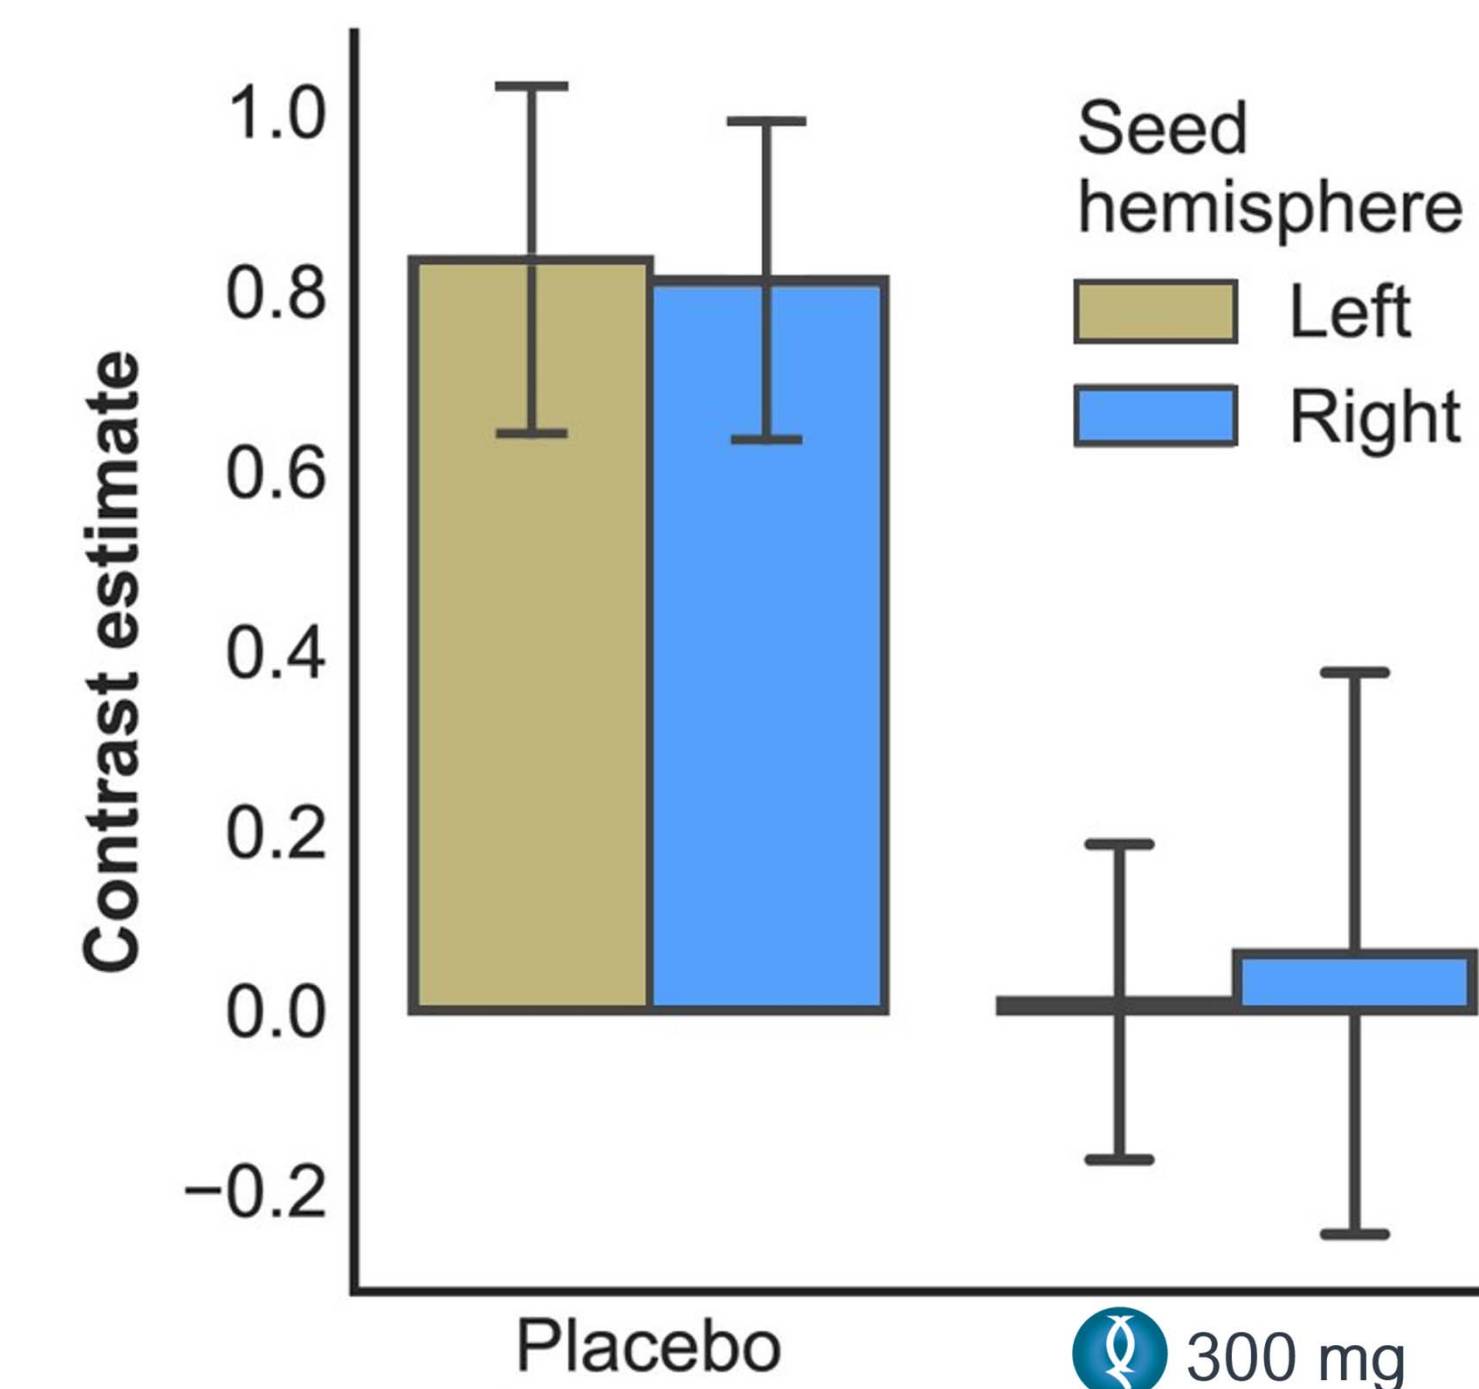 1.0
0.8
0.6
0.4
0.2
0.0
−0.2
Contrast estimate
Seed
hemisphere
Left
Right
Placebo
300 mg